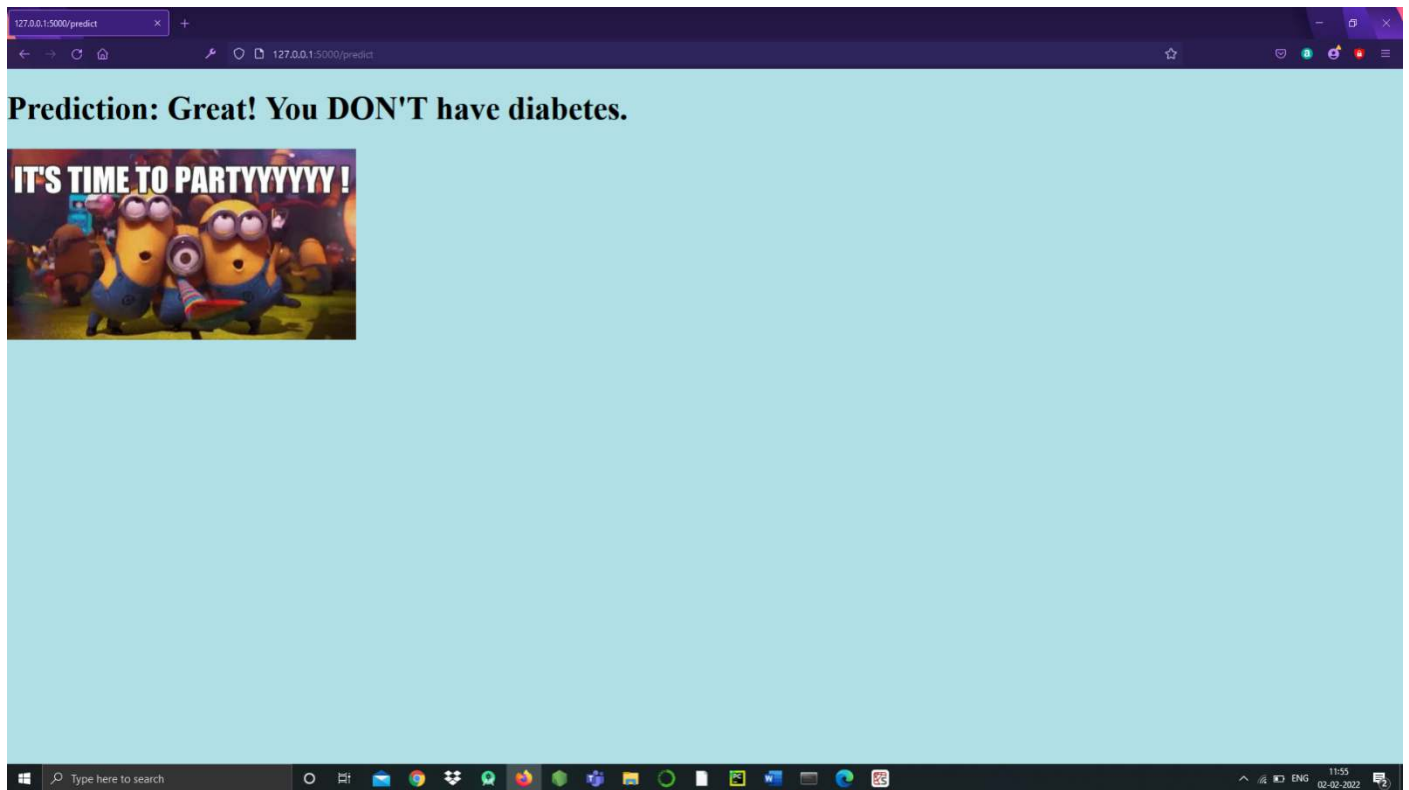 127.0.0.1:5000/predict
127.0.0.1:5000/predict
Prediction: Great! You DON'T have diabetes.
IT'S TIME TO PARTYYYYYY !
Type here to search
ENG
11:55
02-02-2022